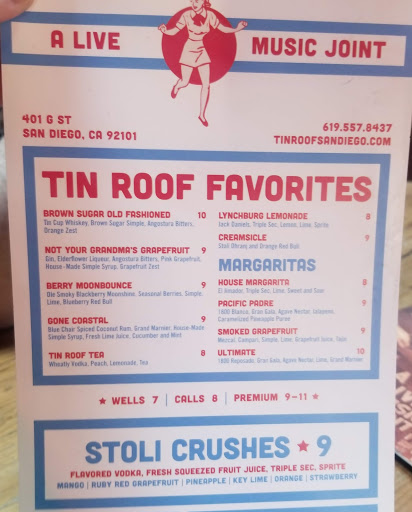 A LIVE MUSIC JOINT
401 G ST
SAN DIEGO, CA 92101
619.557.8437
TINROOFSANDIEGO.COM
TIN ROOF FAVORITES
BROWN SUGAR OLD FASHIONED 10
Tin Cup Whiskey, Brown Sugar Simple, Angostura Bitters,
Orange Zest
NOT YOUR GRANDMA'S GRAPEFRUIT 9
Gin, Elderflower Liqueur, Angostura Bitters, Pink Grapefruit,
House-Made Simple Syrup, Grapefruit Zest
BERRY MOONBOUNCE 9
Ole Smoky Blackberry Moonshine, Seasonal Berries, Simple,
Lime, Blueberry Red Bull
GONE COASTAL 9
Blue Chair Spiced Coconut Rum, Grand Marnier, House-Made
Simple Syrup, Fresh Lime Juice, Cucumber and Mint
TIN ROOF TEA 8
Wheatly Vodka, Peach, Lemonade, Tea
LYNCHBURG LEMONADE 8
Jack Daniels, Triple Sec, Lemon, Lime, Sprite
CREAMSICLE 9
Stoli Ohranj and Orange Red Bull
MARGARITAS
HOUSE MARGARITA 8
El Amador, Triple Sec, Lime, Sweet and Sour
PACIFIC PADRE 9
1800 Blanco, Gran Gala, Agave Nectar, Jalapeno,
Caramelized Pineapple Puree
SMOKED GRAPEFRUIT 9
Mezcal, Campari, Simple, Lime, Grapefruit Juice, Tajin
ULTIMATE 10
1800 Reposado, Gran Gala, Agave Nectar, Lime, Grand Marnier
★ WELLS 7 | CALLS 8 | PREMIUM 9-11 ★
STOLI CRUSHES ★ 9
FLAVORED VODKA, FRESH SQUEEZED FRUIT JUICE, TRIPLE SEC, SPRITE
MANGO | RUBY RED GRAPEFRUIT | PINEAPPLE | KEY LIME | ORANGE | STRAWBERRY